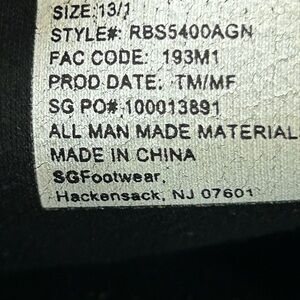 SIZE:13/1
STYLE#: RBS5400AGN
FAC CODE: 193M1
PROD DATE: TM/MF
SG PO#:100013891
ALL MAN MADE MATERIAL
MADE IN CHINA
SGFootwear,
Hackensack, NJ 07601